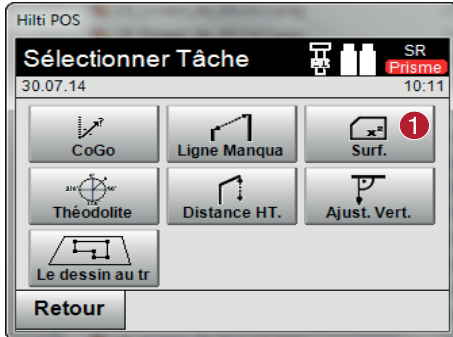 Hilti POS
Sélectionner Tâche
SR
Prisme
30.07.14
10:11
CoGo
Ligne Manqua
x²
Surf.
1
Théodolite
Distance HT.
Ajust. Vert.
Le dessin au tr
Retour